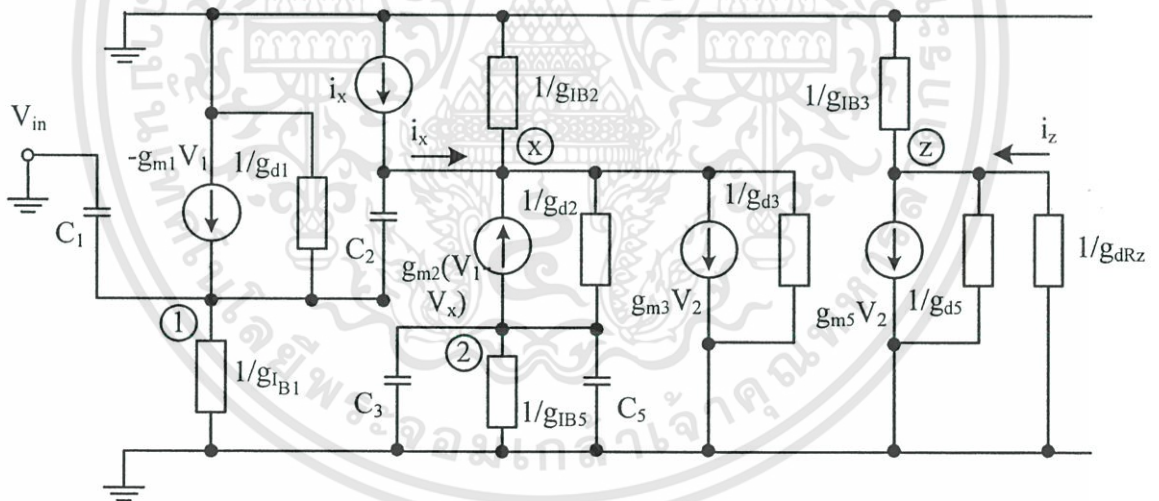 V_in
C_1
-g_m1 V_1
1/g_d1
i_x
C_2
i_x
1/g_IB2
x
1/g_d2
g_m2(V_1-
V_x)
1/g_d3
g_m3 V_2
1/g_IB3
z
i_z
g_m5 V_2
1/g_d5
1/g_dRz
1
1/g_I_B1
2
C_3
1/g_IB5
C_5